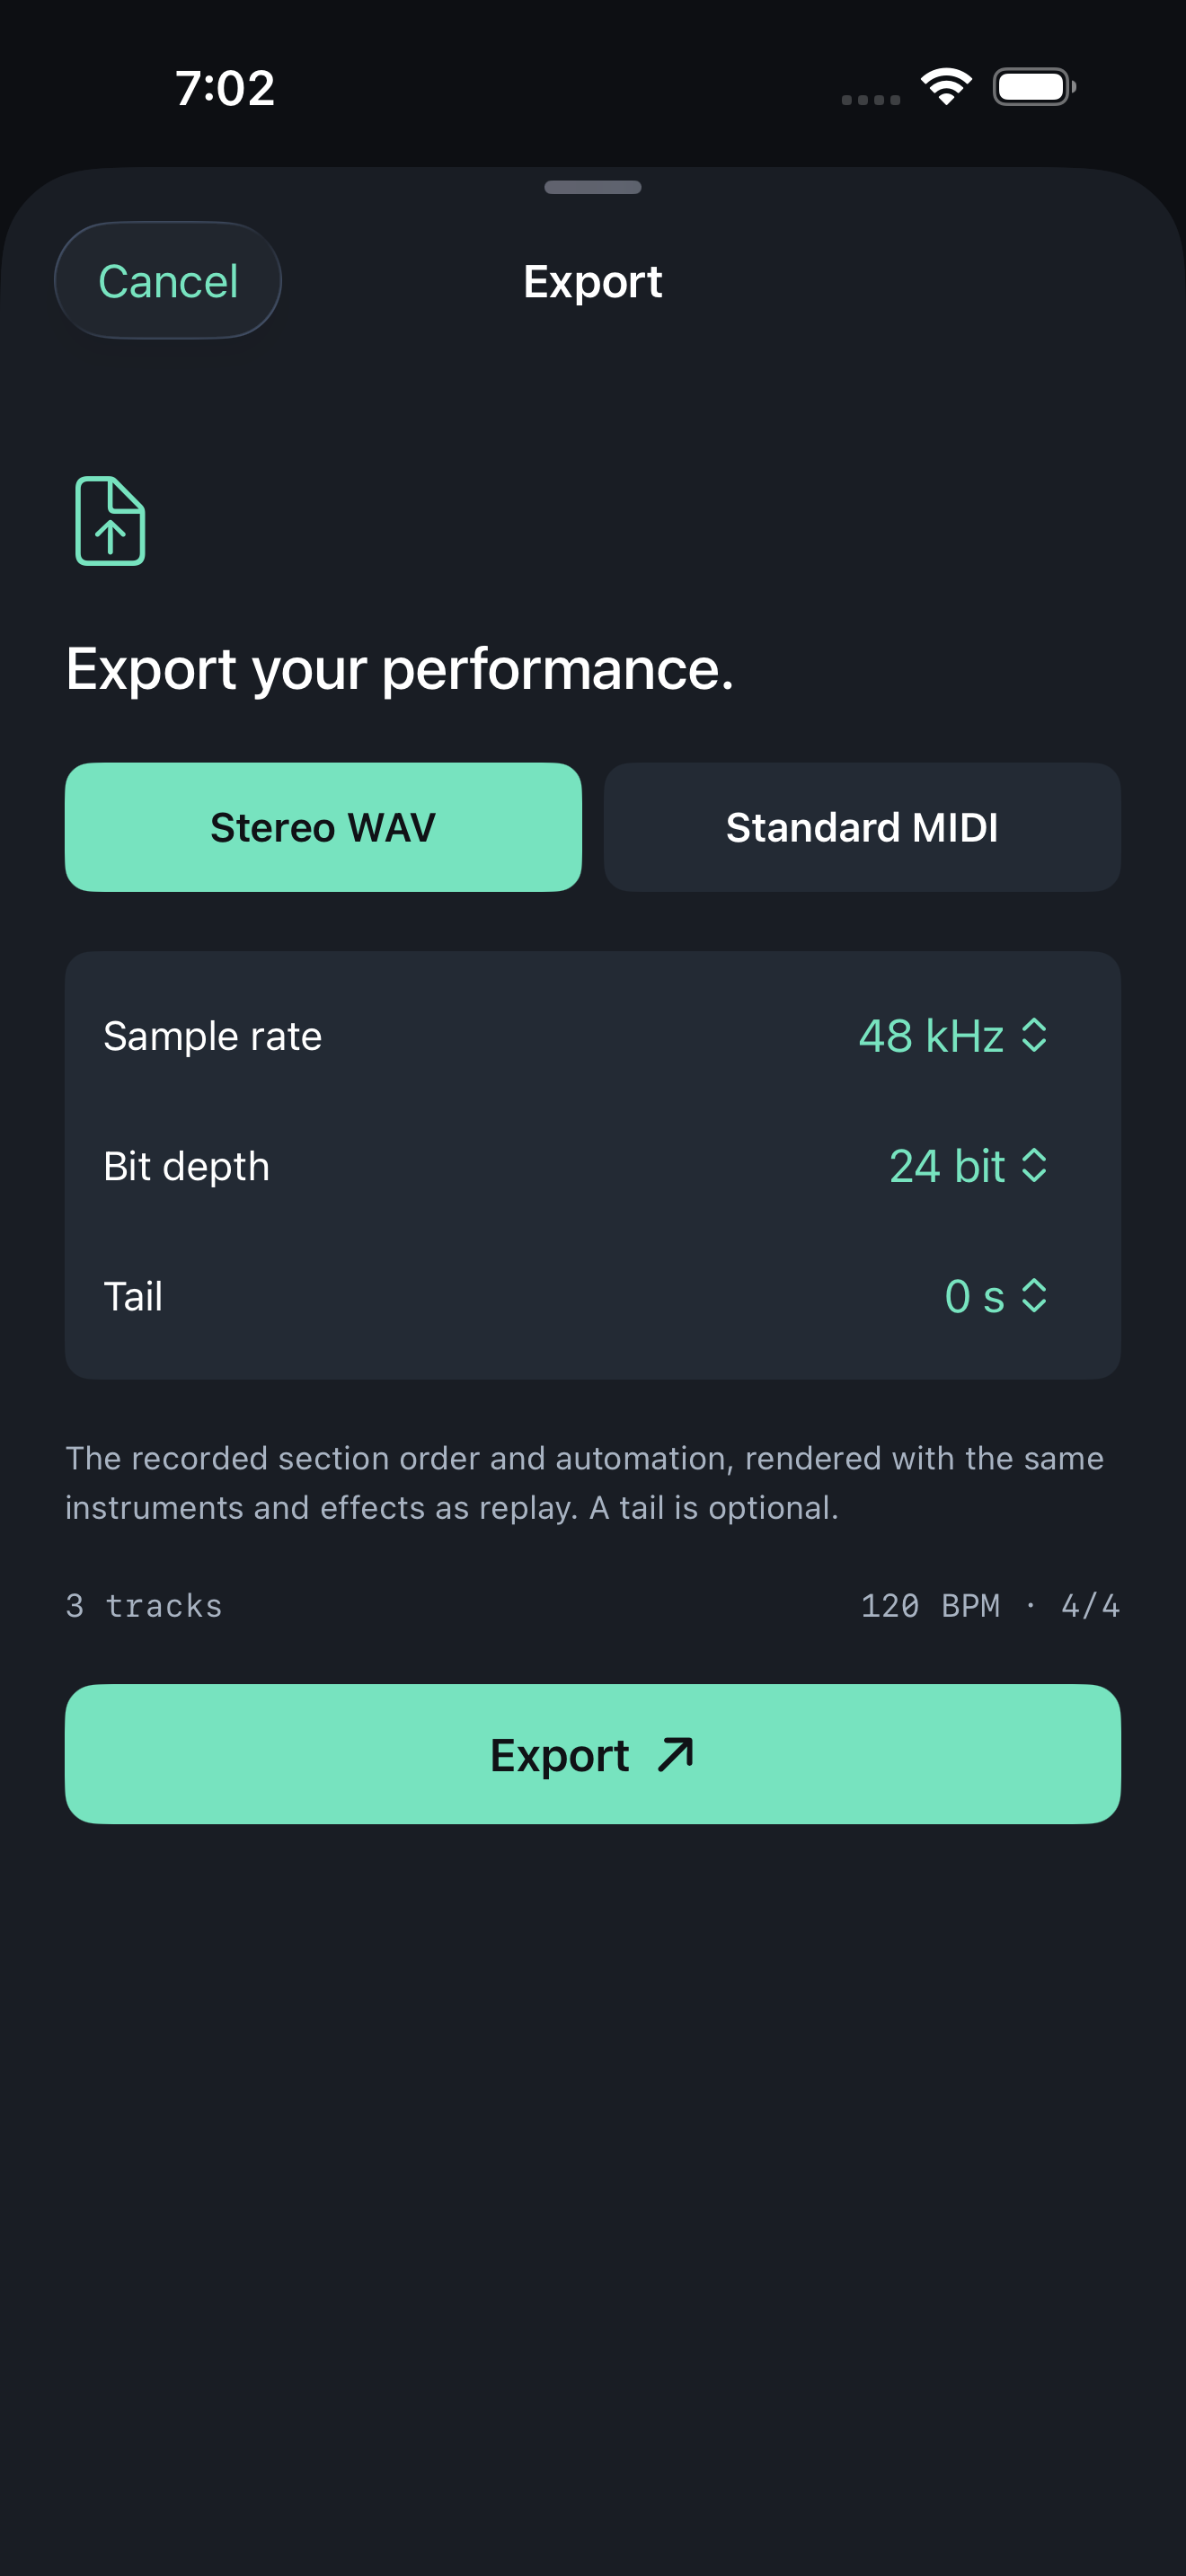 7:02
Cancel
Export
Export your performance.
Stereo WAV
Standard MIDI
Sample rate
48 kHz
Bit depth
24 bit
Tail
0 s
The recorded section order and automation, rendered with the same
instruments and effects as replay. A tail is optional.
3 tracks
120 BPM · 4/4
Export